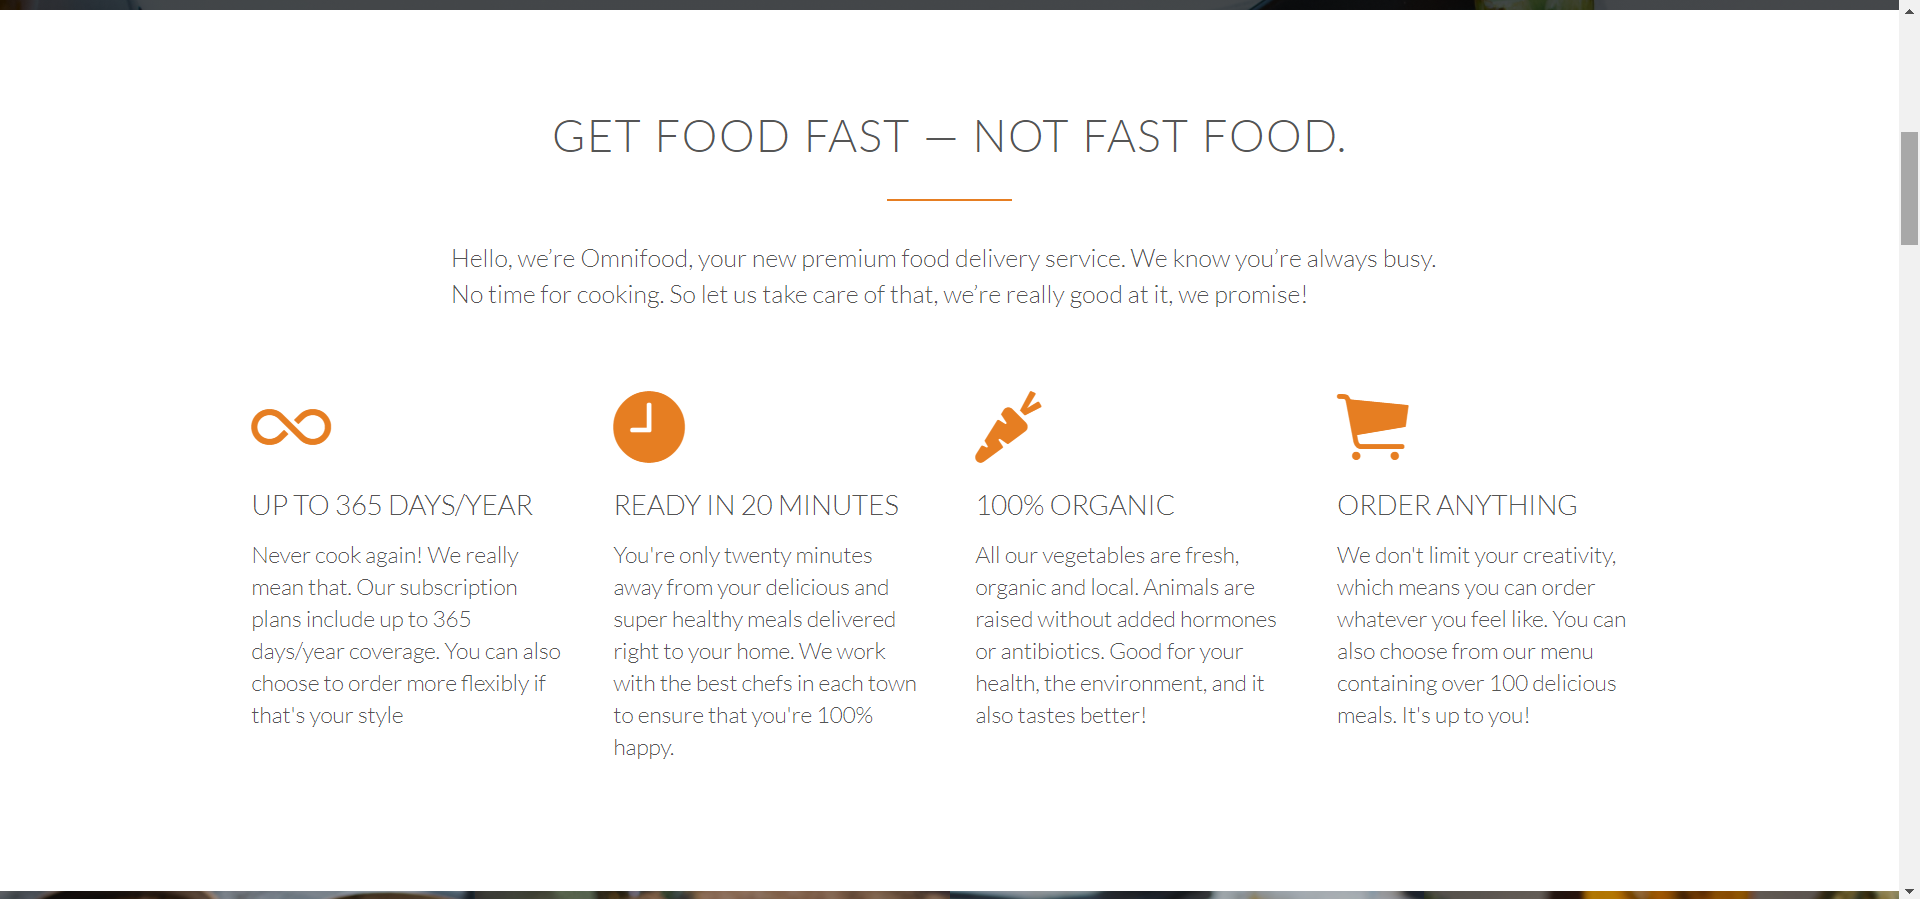 GET FOOD FAST — NOT FAST FOOD.
Hello, we’re Omnifood, your new premium food delivery service. We know you’re always busy.
No time for cooking. So let us take care of that, we’re really good at it, we promise!
UP TO 365 DAYS/YEAR
Never cook again! We really
mean that. Our subscription
plans include up to 365
days/year coverage. You can also
choose to order more flexibly if
that's your style
READY IN 20 MINUTES
You're only twenty minutes
away from your delicious and
super healthy meals delivered
right to your home. We work
with the best chefs in each town
to ensure that you're 100%
happy.
100% ORGANIC
All our vegetables are fresh,
organic and local. Animals are
raised without added hormones
or antibiotics. Good for your
health, the environment, and it
also tastes better!
ORDER ANYTHING
We don't limit your creativity,
which means you can order
whatever you feel like. You can
also choose from our menu
containing over 100 delicious
meals. It's up to you!